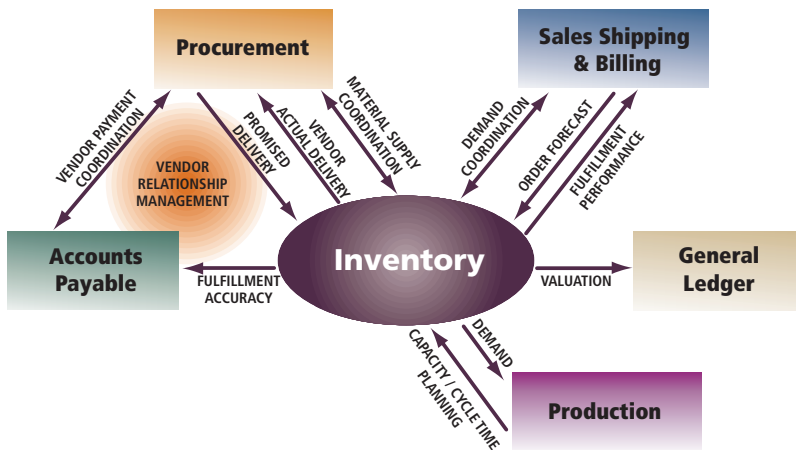 Procurement
Sales Shipping
& Billing
VENDOR PAYMENT
COORDINATION
PROMISED
DELIVERY
VENDOR
ACTUAL DELIVERY
MATERIAL SUPPLY
COORDINATION
DEMAND
COORDINATION
ORDER FORECAST
FULFILLMENT
PERFORMANCE
VENDOR
RELATIONSHIP
MANAGEMENT
Accounts
Payable
FULFILLMENT
ACCURACY
Inventory
VALUATION
General
Ledger
DEMAND
CAPACITY / CYCLE TIME
PLANNING
Production